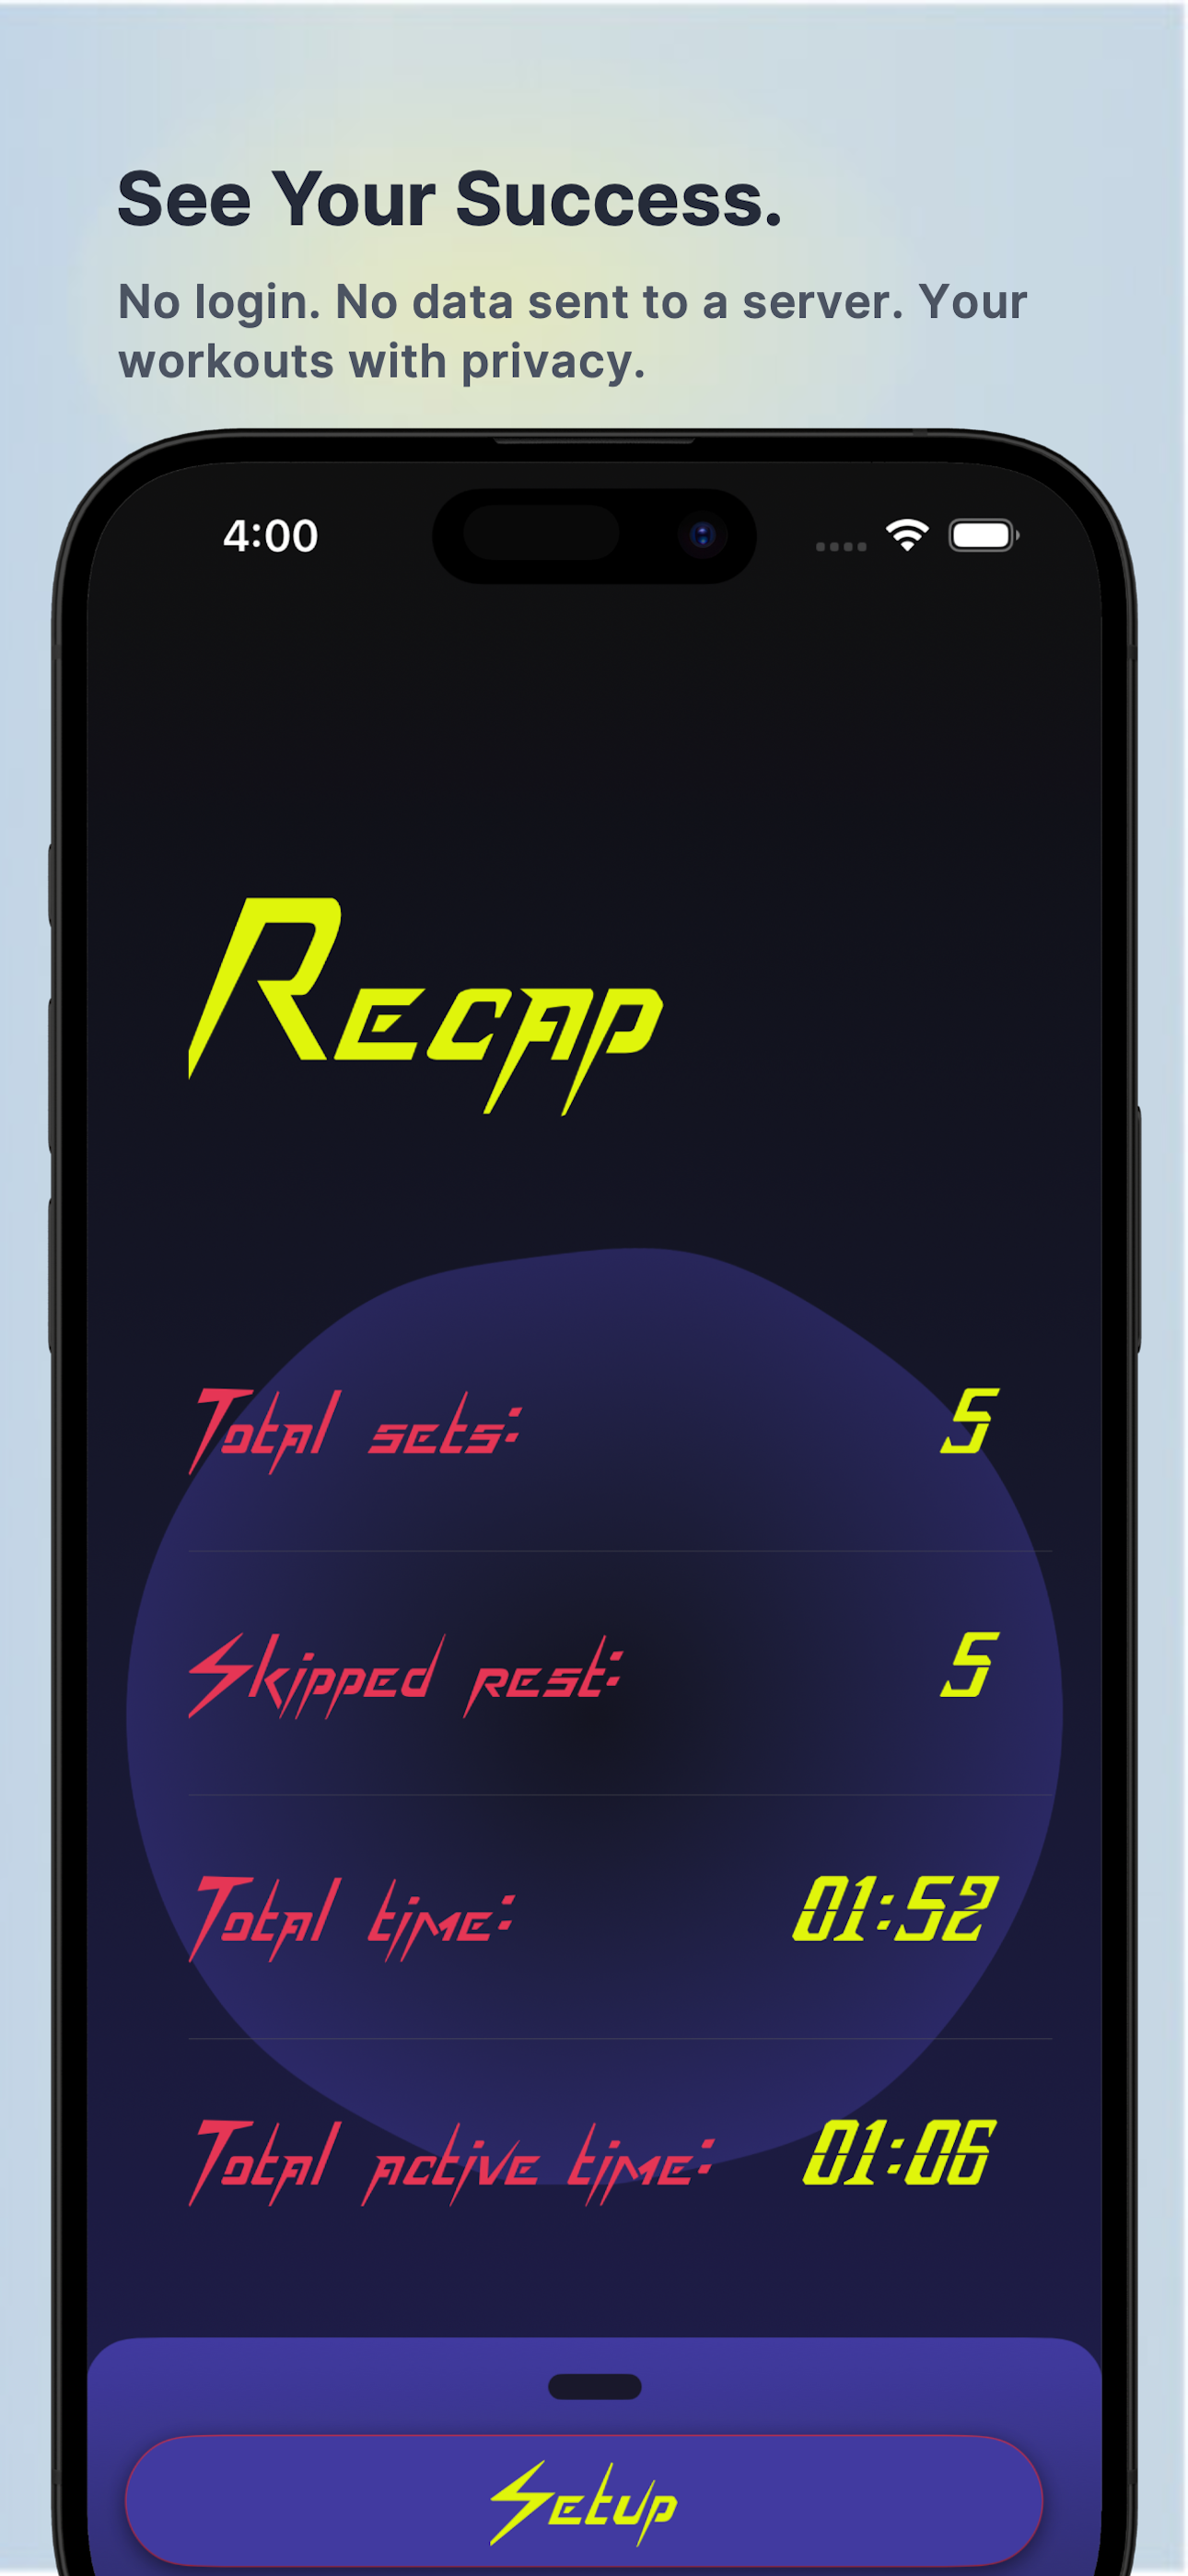 See Your Success.
No login. No data sent to a server. Your
workouts with privacy.
4:00
Recap
Total sets: 5
Skipped rest: 5
Total time: 01:52
Total active time: 01:06
Setup